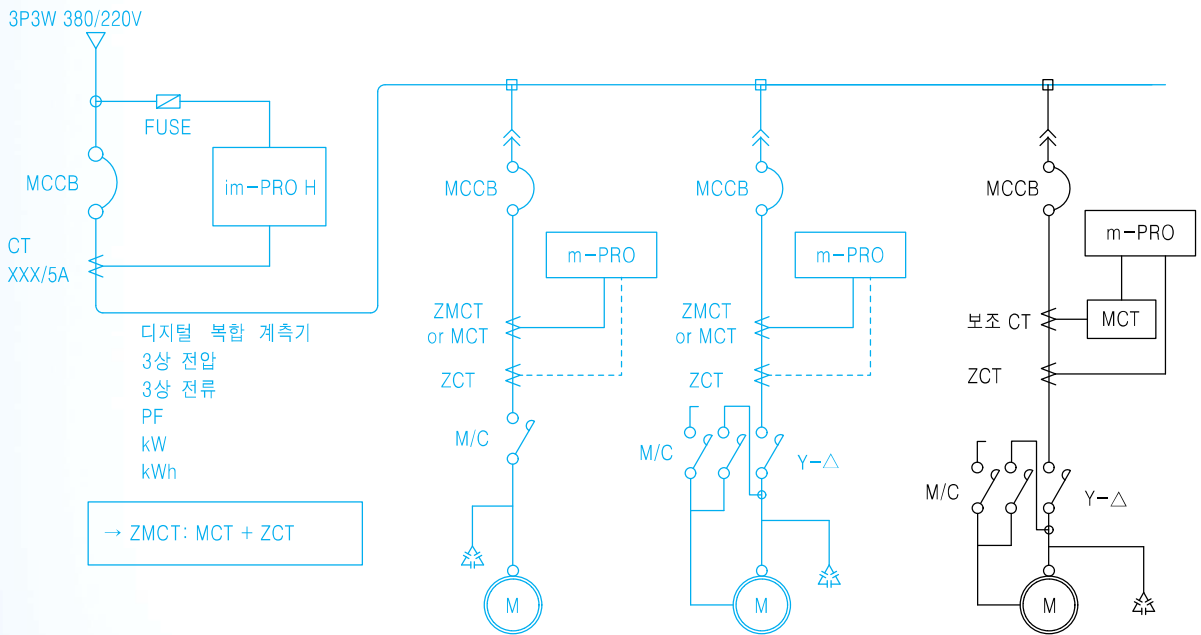 3P3W 380/220V
FUSE
MCCB
im-PRO H
CT
XXX/5A
디지털 복합 계측기
3상 전압
3상 전류
PF
kW
kWh
→ ZMCT: MCT + ZCT
MCCB
m-PRO
ZMCT
or MCT
ZCT
M/C
M
MCCB
m-PRO
ZMCT
or MCT
ZCT
M/C
Y-△
M
MCCB
m-PRO
보조 CT
MCT
ZCT
M/C
Y-△
M